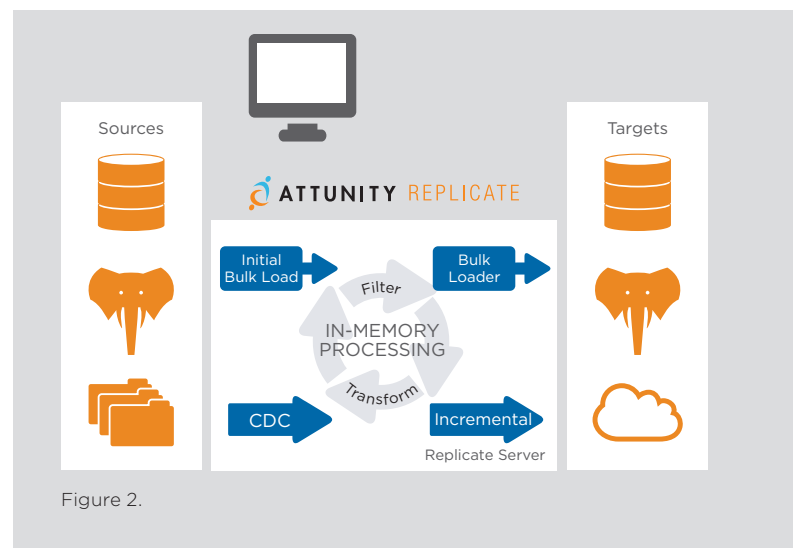 Sources
Targets
ATTUNITY REPLICATE
Initial
Bulk Load
Filter
Bulk
Loader
IN-MEMORY
PROCESSING
Transform
CDC
Incremental
Replicate Server
Figure 2.